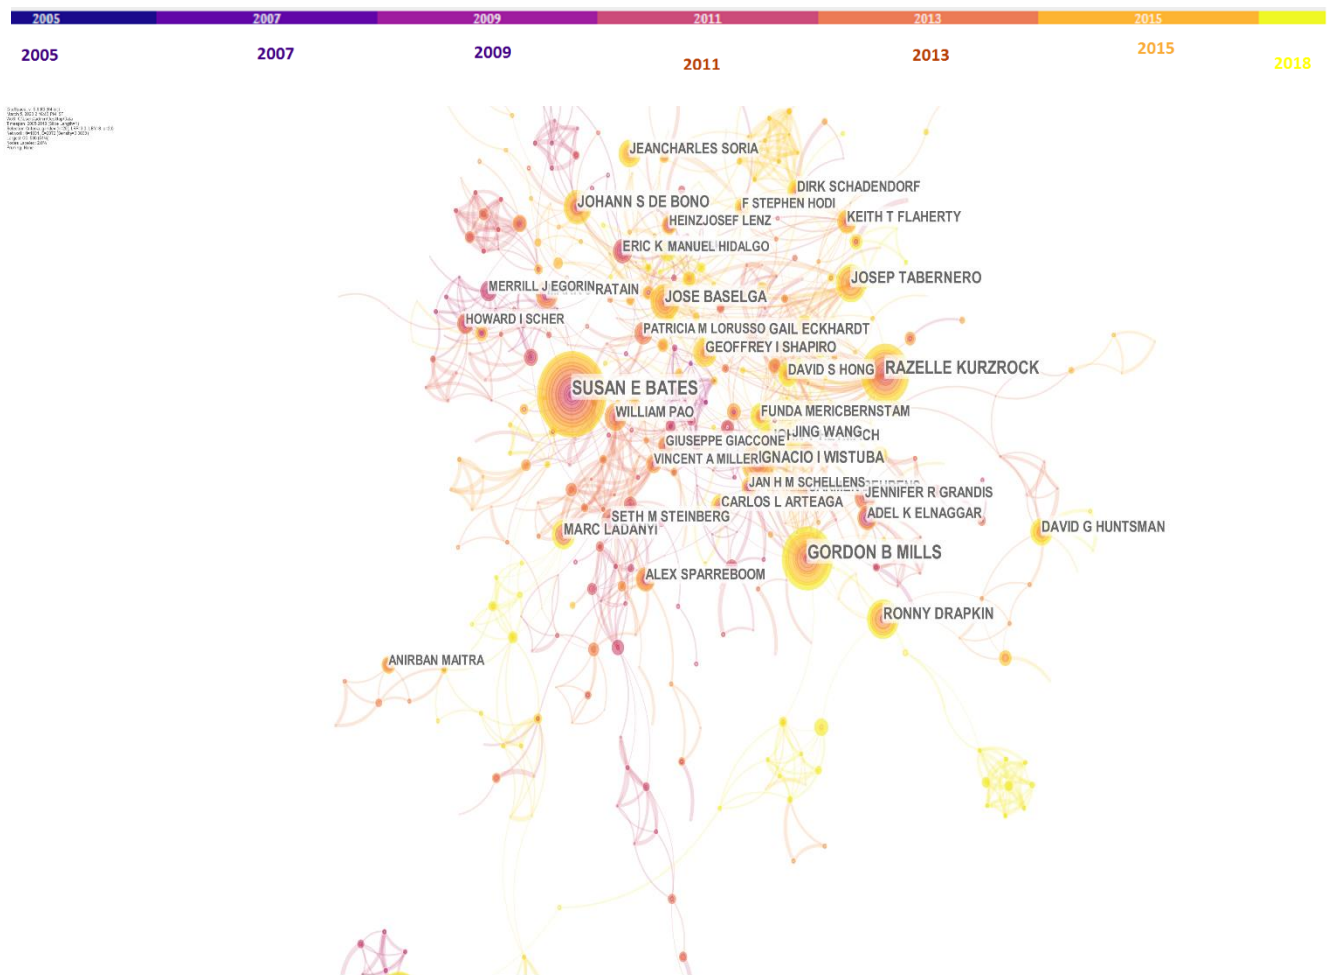 2005 2007 2009 2011 2013 2015
2005 2007 2009 2011 2013 2015 2018
JEANCHARLES SORIA
DIRK SCHADENDORF
JOHANN S DE BONO
F STEPHEN HODI
HEINZJOSEF LENZ
KEITH T FLAHERTY
ERIC K
MANUEL HIDALGO
JOSEP TABERNERO
MERRILL J EGORIN
RATAIN
JOSE BASELGA
HOWARD I SCHER
PATRICIA M LORUSSO
GAIL ECKHARDT
GEOFFREY I SHAPIRO
DAVID S HONG
RAZELLE KURZROCK
SUSAN E BATES
WILLIAM PAO
FUNDA MERICBERNSTAM
JING WANG
GIUSEPPE GIACCONE
VINCENT A MILLER
IGNACIO I WISTUBA
JAN H M SCHELLENS
JENNIFER R GRANDIS
CARLOS L ARTEAGA
SETH M STEINBERG
ADEL K ELNAGGAR
MARC LADANYI
DAVID G HUNTSMAN
GORDON B MILLS
ALEX SPARREBOOM
RONNY DRAPKIN
ANIRBAN MAITRA